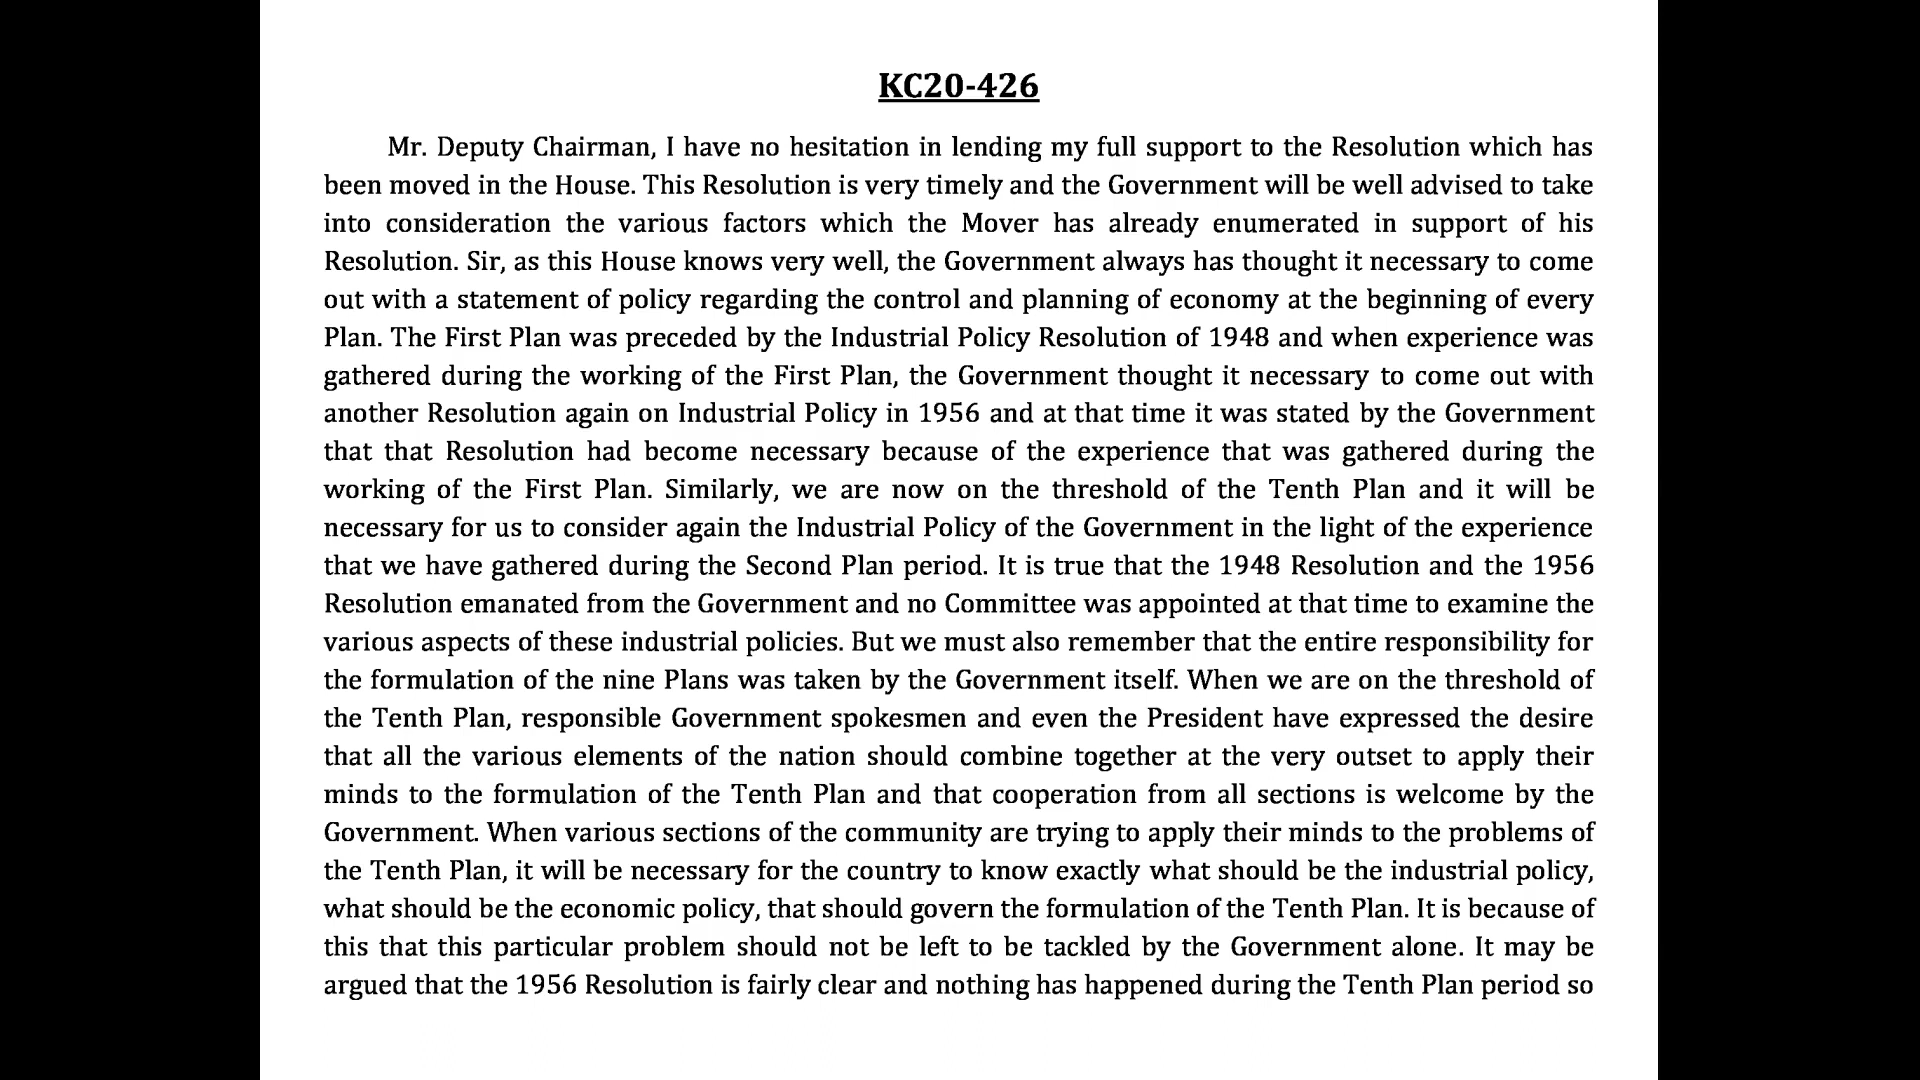 KC20-426
Mr. Deputy Chairman, I have no hesitation in lending my full support to the Resolution which has
been moved in the House. This Resolution is very timely and the Government will be well advised to take
into consideration the various factors which the Mover has already enumerated in support of his
Resolution. Sir, as this House knows very well, the Government always has thought it necessary to come
out with a statement of policy regarding the control and planning of economy at the beginning of every
Plan. The First Plan was preceded by the Industrial Policy Resolution of 1948 and when experience was
gathered during the working of the First Plan, the Government thought it necessary to come out with
another Resolution again on Industrial Policy in 1956 and at that time it was stated by the Government
that that Resolution had become necessary because of the experience that was gathered during the
working of the First Plan. Similarly, we are now on the threshold of the Tenth Plan and it will be
necessary for us to consider again the Industrial Policy of the Government in the light of the experience
that we have gathered during the Second Plan period. It is true that the 1948 Resolution and the 1956
Resolution emanated from the Government and no Committee was appointed at that time to examine the
various aspects of these industrial policies. But we must also remember that the entire responsibility for
the formulation of the nine Plans was taken by the Government itself. When we are on the threshold of
the Tenth Plan, responsible Government spokesmen and even the President have expressed the desire
that all the various elements of the nation should combine together at the very outset to apply their
minds to the formulation of the Tenth Plan and that cooperation from all sections is welcome by the
Government. When various sections of the community are trying to apply their minds to the problems of
the Tenth Plan, it will be necessary for the country to know exactly what should be the industrial policy,
what should be the economic policy, that should govern the formulation of the Tenth Plan. It is because of
this that this particular problem should not be left to be tackled by the Government alone. It may be
argued that the 1956 Resolution is fairly clear and nothing has happened during the Tenth Plan period so